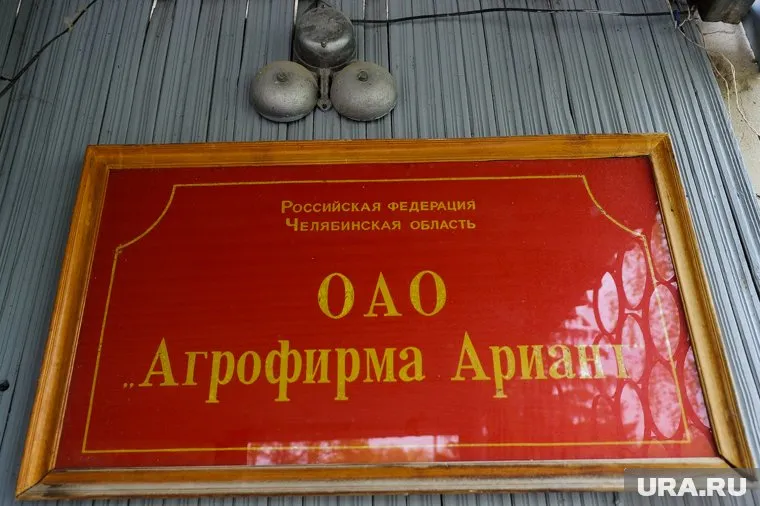 Российская Федерация
Челябинская область
ОАО
„Агрофирма Ариант"
URA.RU